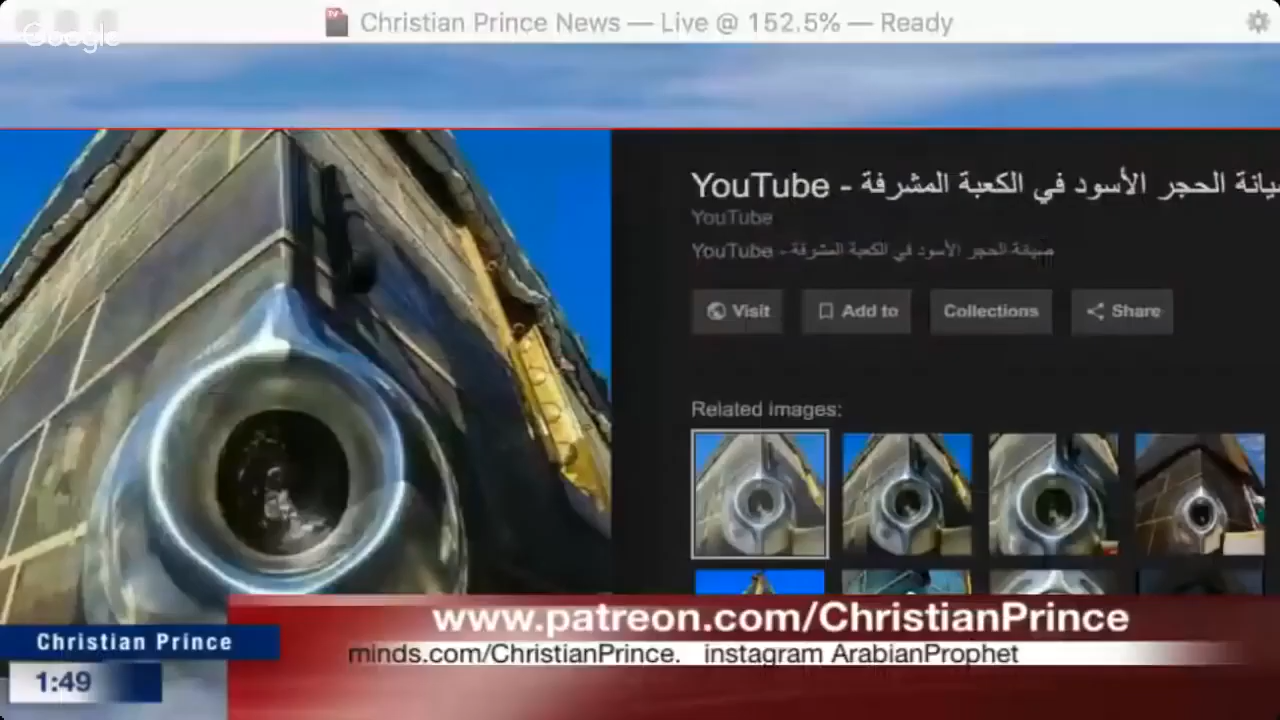 Christian Prince News — Live @ 152.5% — Ready
Google
YouTube - صيانة الحجر الأسود في الكعبة المشرفة
YouTube
YouTube - صيانة الحجر الأسود في الكعبة المشرفة
Visit
Add to
Collections
Share
Related images:
www.patreon.com/ChristianPrince
Christian Prince
minds.com/ChristianPrince. instagram ArabianProphet
1:49